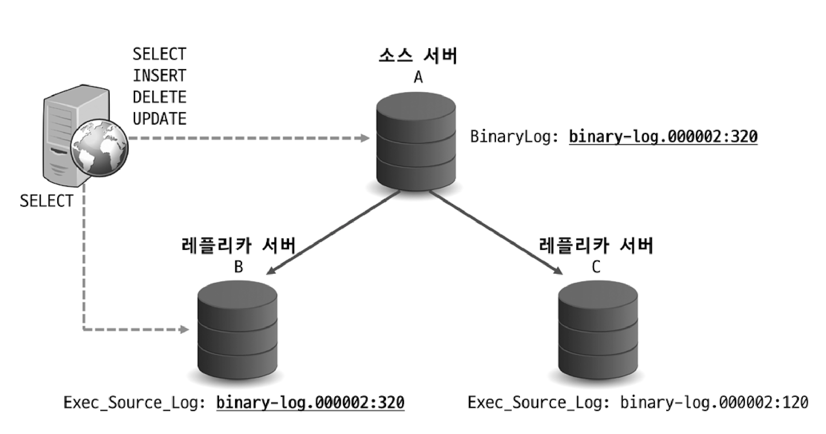 SELECT
INSERT
DELETE
UPDATE
소스 서버
A
BinaryLog: binary-log.000002:320
SELECT
레플리카 서버
B
레플리카 서버
C
Exec_Source_Log: binary-log.000002:320
Exec_Source_Log: binary-log.000002:120